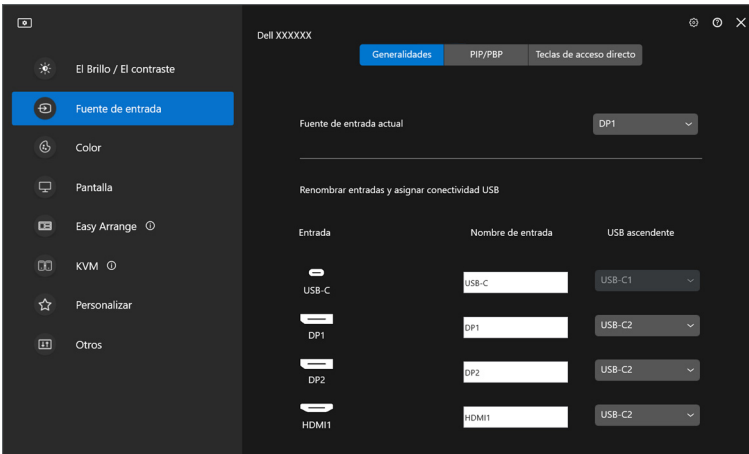 Dell XXXXXX
Generalidades PIP/PBP Teclas de acceso directo
El Brillo / El contraste
Fuente de entrada
Color
Pantalla
Easy Arrange
KVM
Personalizar
Otros
Fuente de entrada actual DP1
Renombrar entradas y asignar conectividad USB
Entrada Nombre de entrada USB ascendente
USB-C USB-C USB-C1
DP1 DP1 USB-C2
DP2 DP2 USB-C2
HDMI1 HDMI1 USB-C2